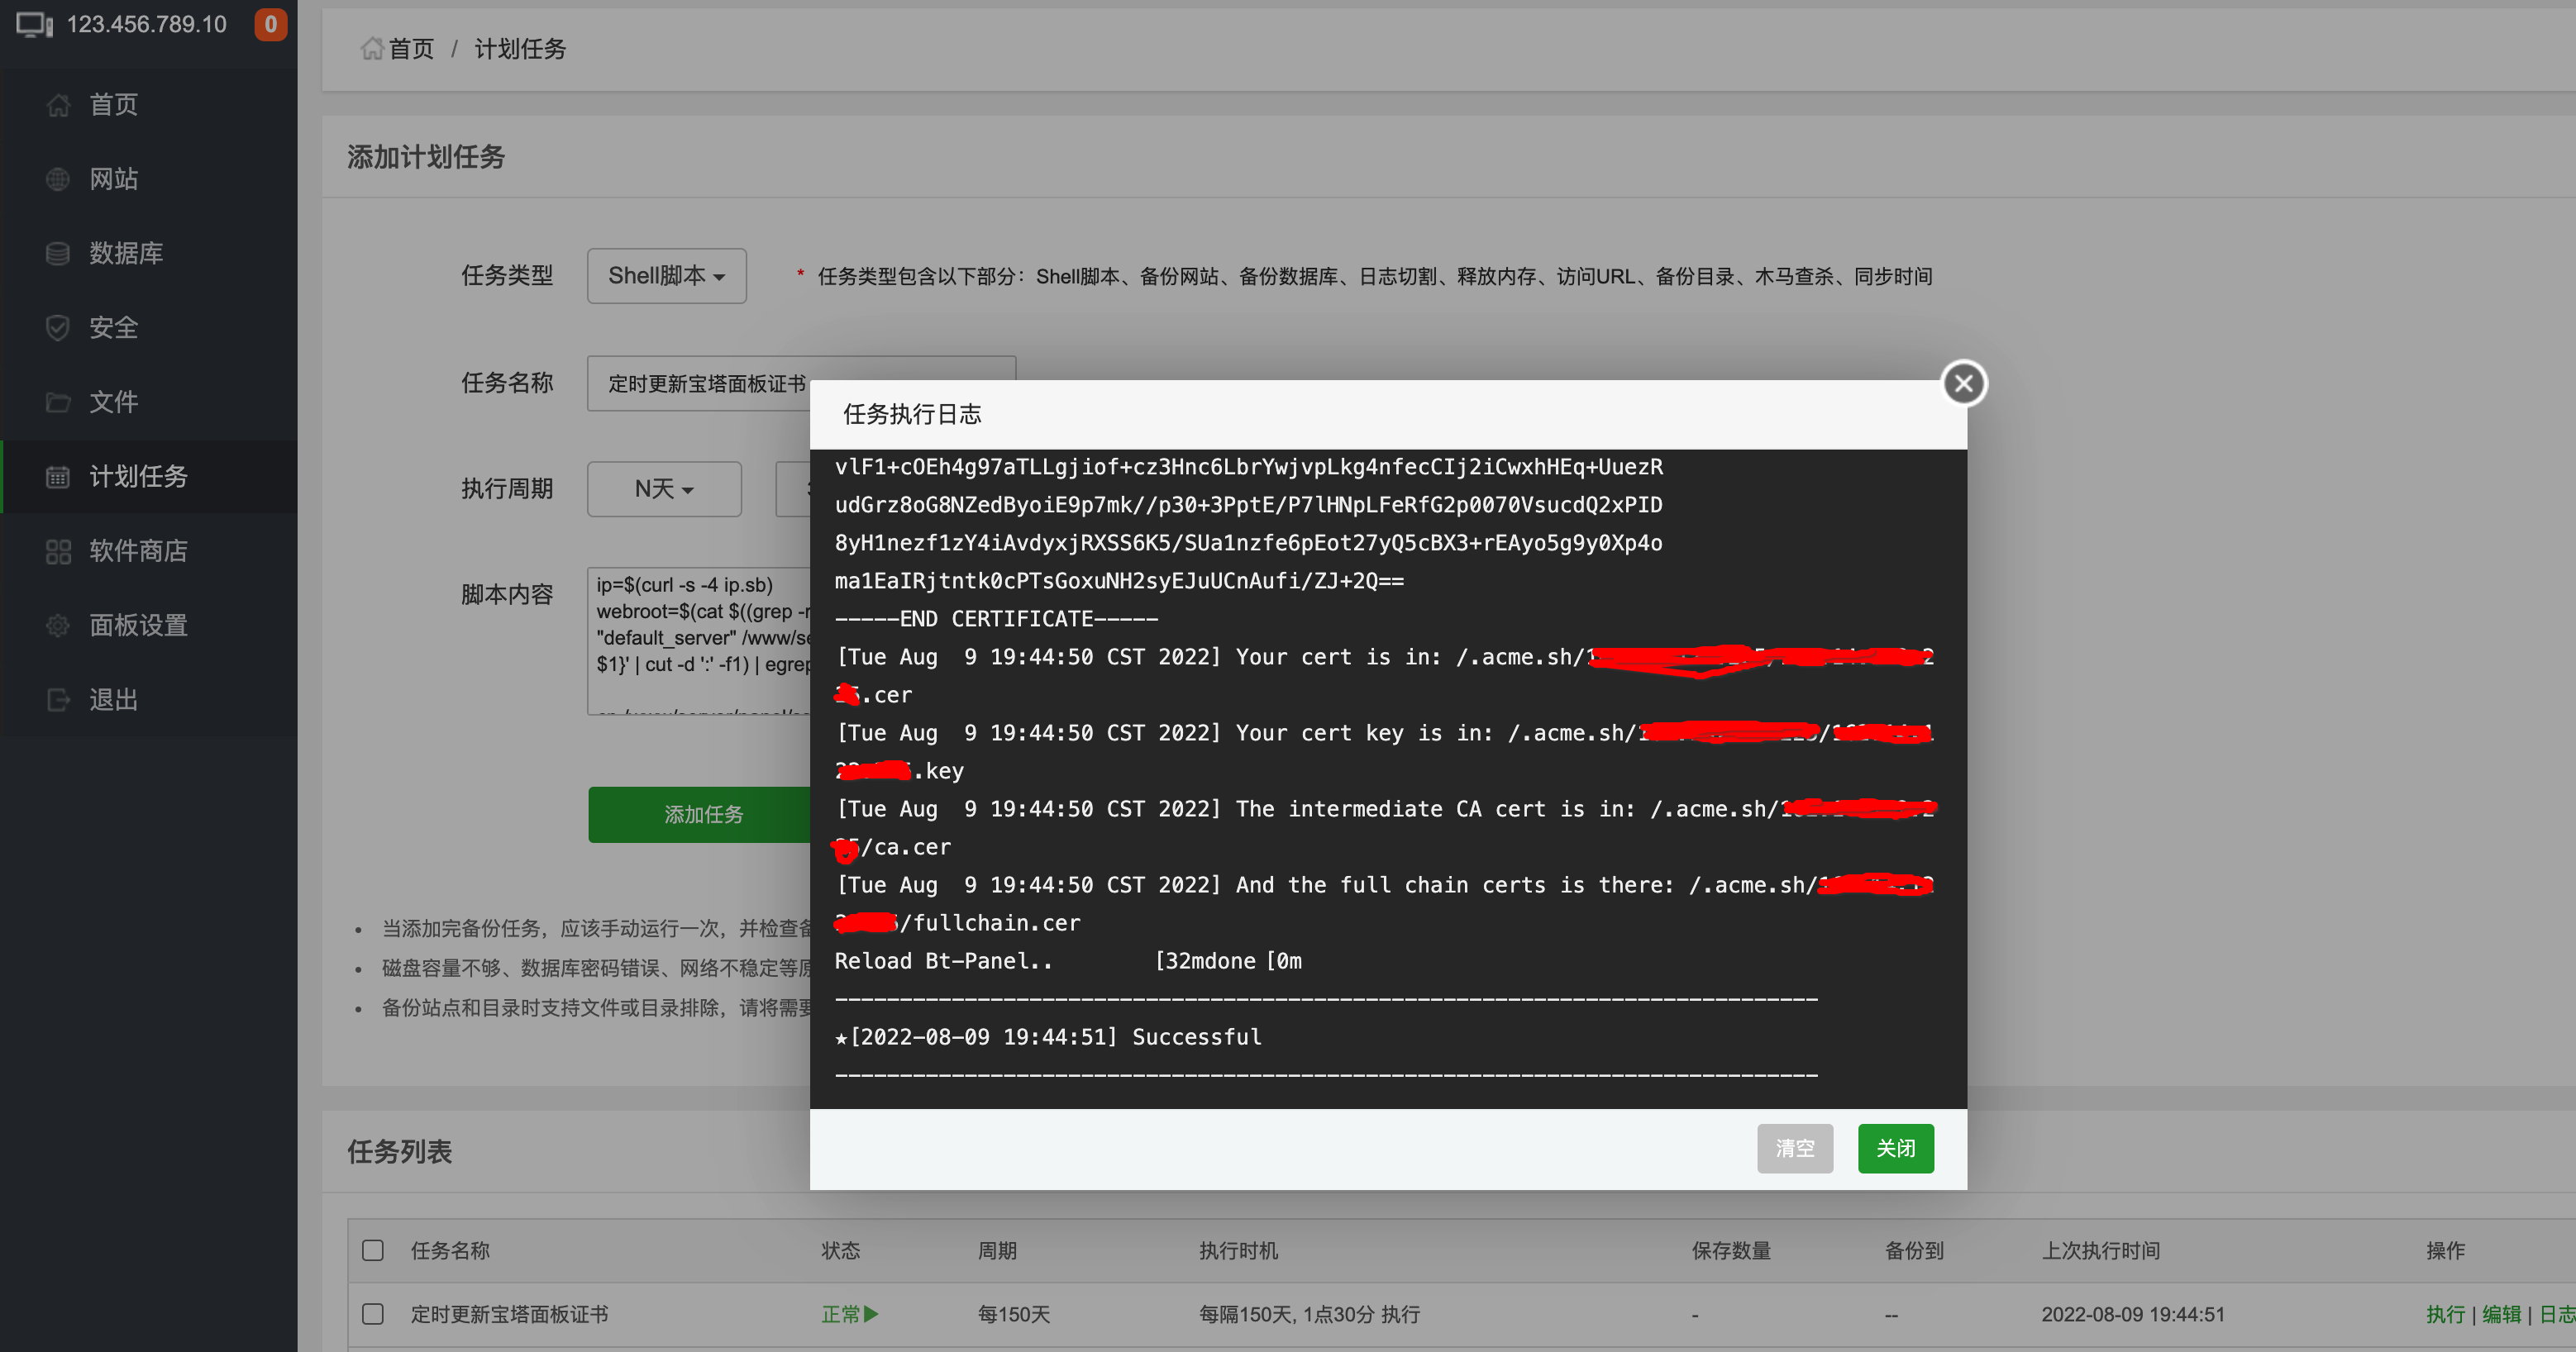 123.456.789.10 0
首页
网站
数据库
安全
文件
计划任务
软件商店
面板设置
退出
首页 / 计划任务
添加计划任务
任务类型 Shell脚本 * 任务类型包含以下部分：Shell脚本、备份网站、备份数据库、日志切割、释放内存、访问URL、备份目录、木马查杀、同步时间
任务名称 定时更新宝塔面板证书
执行周期 N天
脚本内容
ip=$(curl -s -4 ip.sb)
webroot=$(cat $((grep -r
"default_server" /www/se
$1}' | cut -d ':' -f1) | egrep
添加任务
当添加完备份任务，应该手动运行一次，并检查备
磁盘容量不够、数据库密码错误、网络不稳定等原
备份站点和目录时支持文件或目录排除，请将需要
任务执行日志
vlF1+cOEh4g97aTLLgjiof+cz3Hnc6LbrYwjvpLkg4nfecCIj2iCwxhHEq+UuezR
udGrz8oG8NZedByoiE9p7mk//p30+3PptE/P7lHNpLFeRfG2p0070VsucdQ2xPID
8yH1nezf1zY4iAvdyxjRXSS6K5/SUa1nzfe6pEot27yQ5cBX3+rEAyo5g9y0Xp4o
ma1EaIRjtntk0cPTsGoxuNH2syEJuUCnAufi/ZJ+2Q==
-----END CERTIFICATE-----
[Tue Aug  9 19:44:50 CST 2022] Your cert is in: /.acme.sh/
.cer
[Tue Aug  9 19:44:50 CST 2022] Your cert key is in: /.acme.sh/
.key
[Tue Aug  9 19:44:50 CST 2022] The intermediate CA cert is in: /.acme.sh/
/ca.cer
[Tue Aug  9 19:44:50 CST 2022] And the full chain certs is there: /.acme.sh/
/fullchain.cer
Reload Bt-Panel..        [32mdone [0m
----------------------------------------------------------------------------
★[2022-08-09 19:44:51] Successful
----------------------------------------------------------------------------
清空 关闭
任务列表
任务名称 状态 周期 执行时机 保存数量 备份到 上次执行时间 操作
定时更新宝塔面板证书 正常 每150天 每隔150天, 1点30分 执行 - -- 2022-08-09 19:44:51 执行 | 编辑 | 日志